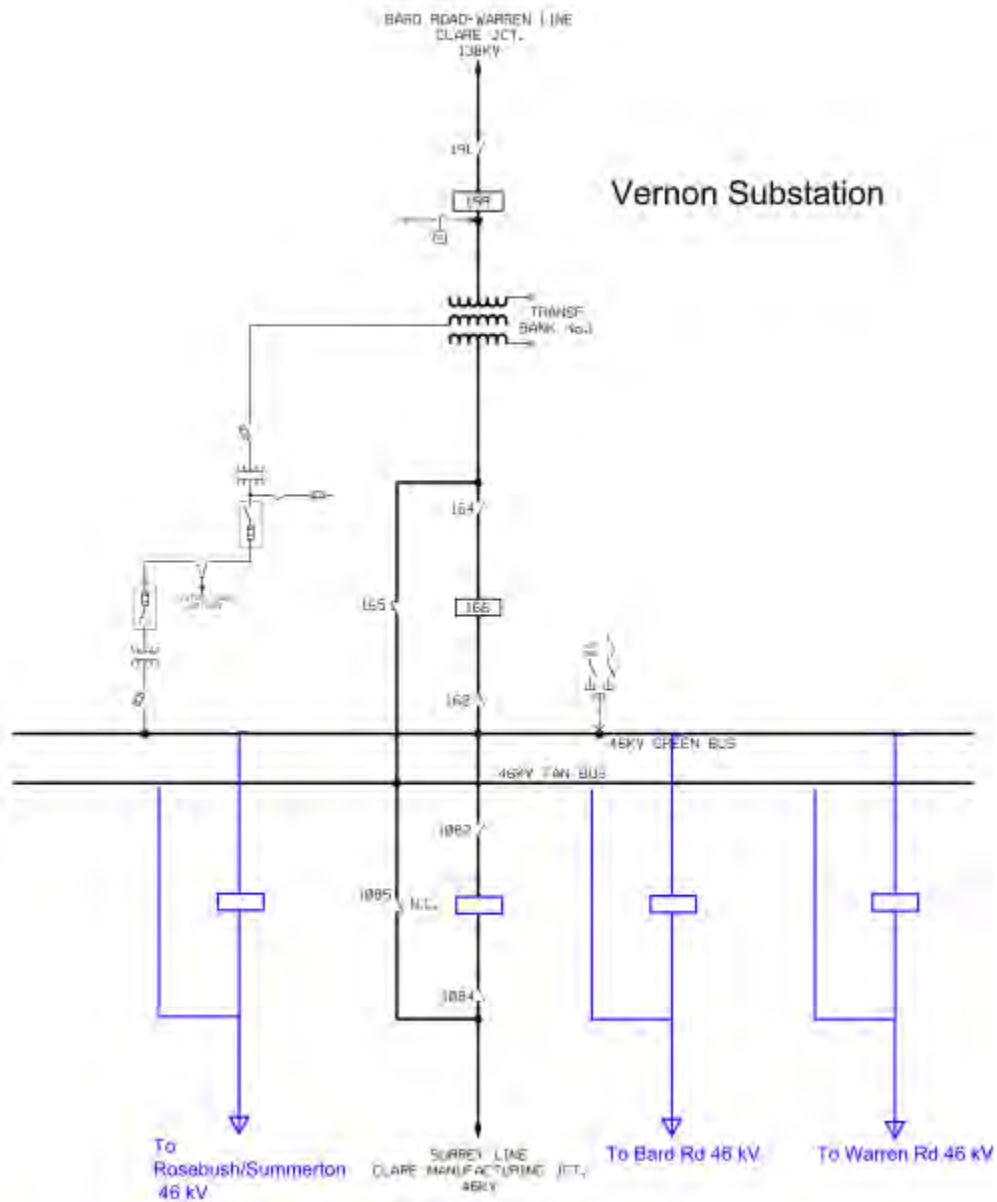 BARD ROAD-WARREN LINE
CLARE JCT.
138KV
191
199
Vernon Substation
TRANSF
BANK No.1
164
165
166
162
46KV GREEN BUS
46KV TAN BUS
1082
1085
N.C.
1084
To
Rosebush/Summerton
46 kV
SURREY LINE
CLARE MANUFACTURING JCT.
46KV
To Bard Rd 46 kV
To Warren Rd 46 kV